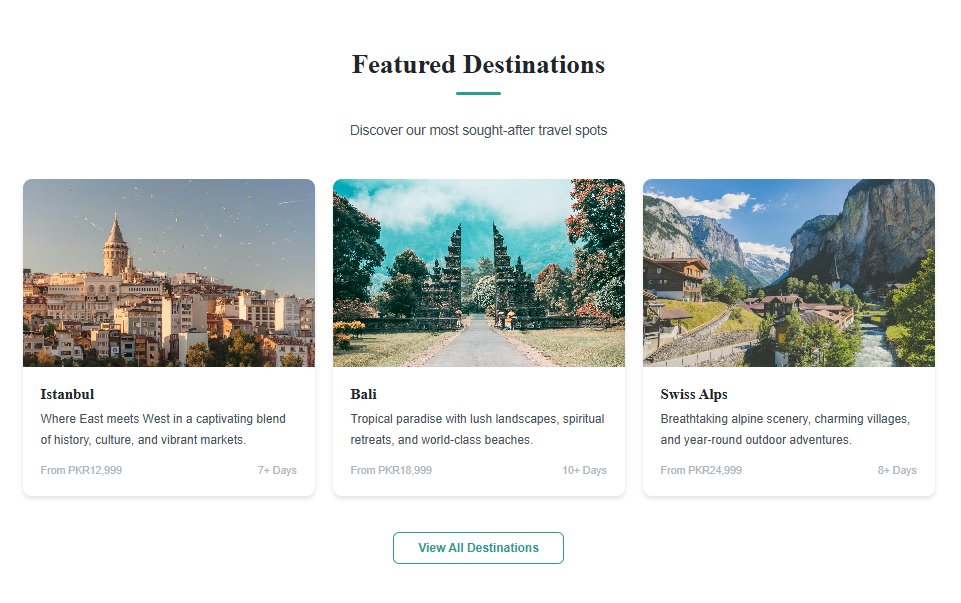 Featured Destinations
Discover our most sought-after travel spots
Istanbul
Where East meets West in a captivating blend
of history, culture, and vibrant markets.
From PKR12,999
7+ Days
Bali
Tropical paradise with lush landscapes, spiritual
retreats, and world-class beaches.
From PKR18,999
10+ Days
Swiss Alps
Breathtaking alpine scenery, charming villages,
and year-round outdoor adventures.
From PKR24,999
8+ Days
View All Destinations